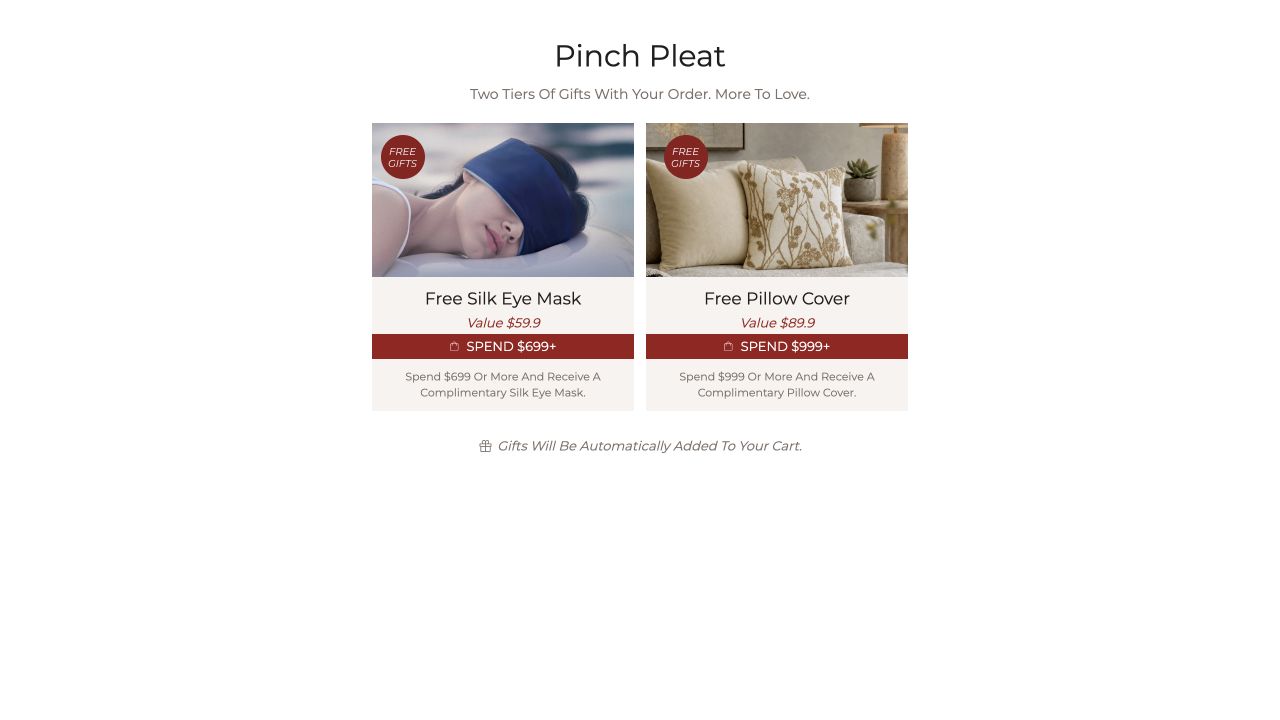 Pinch Pleat
Two Tiers Of Gifts With Your Order. More To Love.
FREE
GIFTS
Free Silk Eye Mask
Value $59.9
SPEND $699+
Spend $699 Or More And Receive A
Complimentary Silk Eye Mask.
FREE
GIFTS
Free Pillow Cover
Value $89.9
SPEND $999+
Spend $999 Or More And Receive A
Complimentary Pillow Cover.
Gifts Will Be Automatically Added To Your Cart.